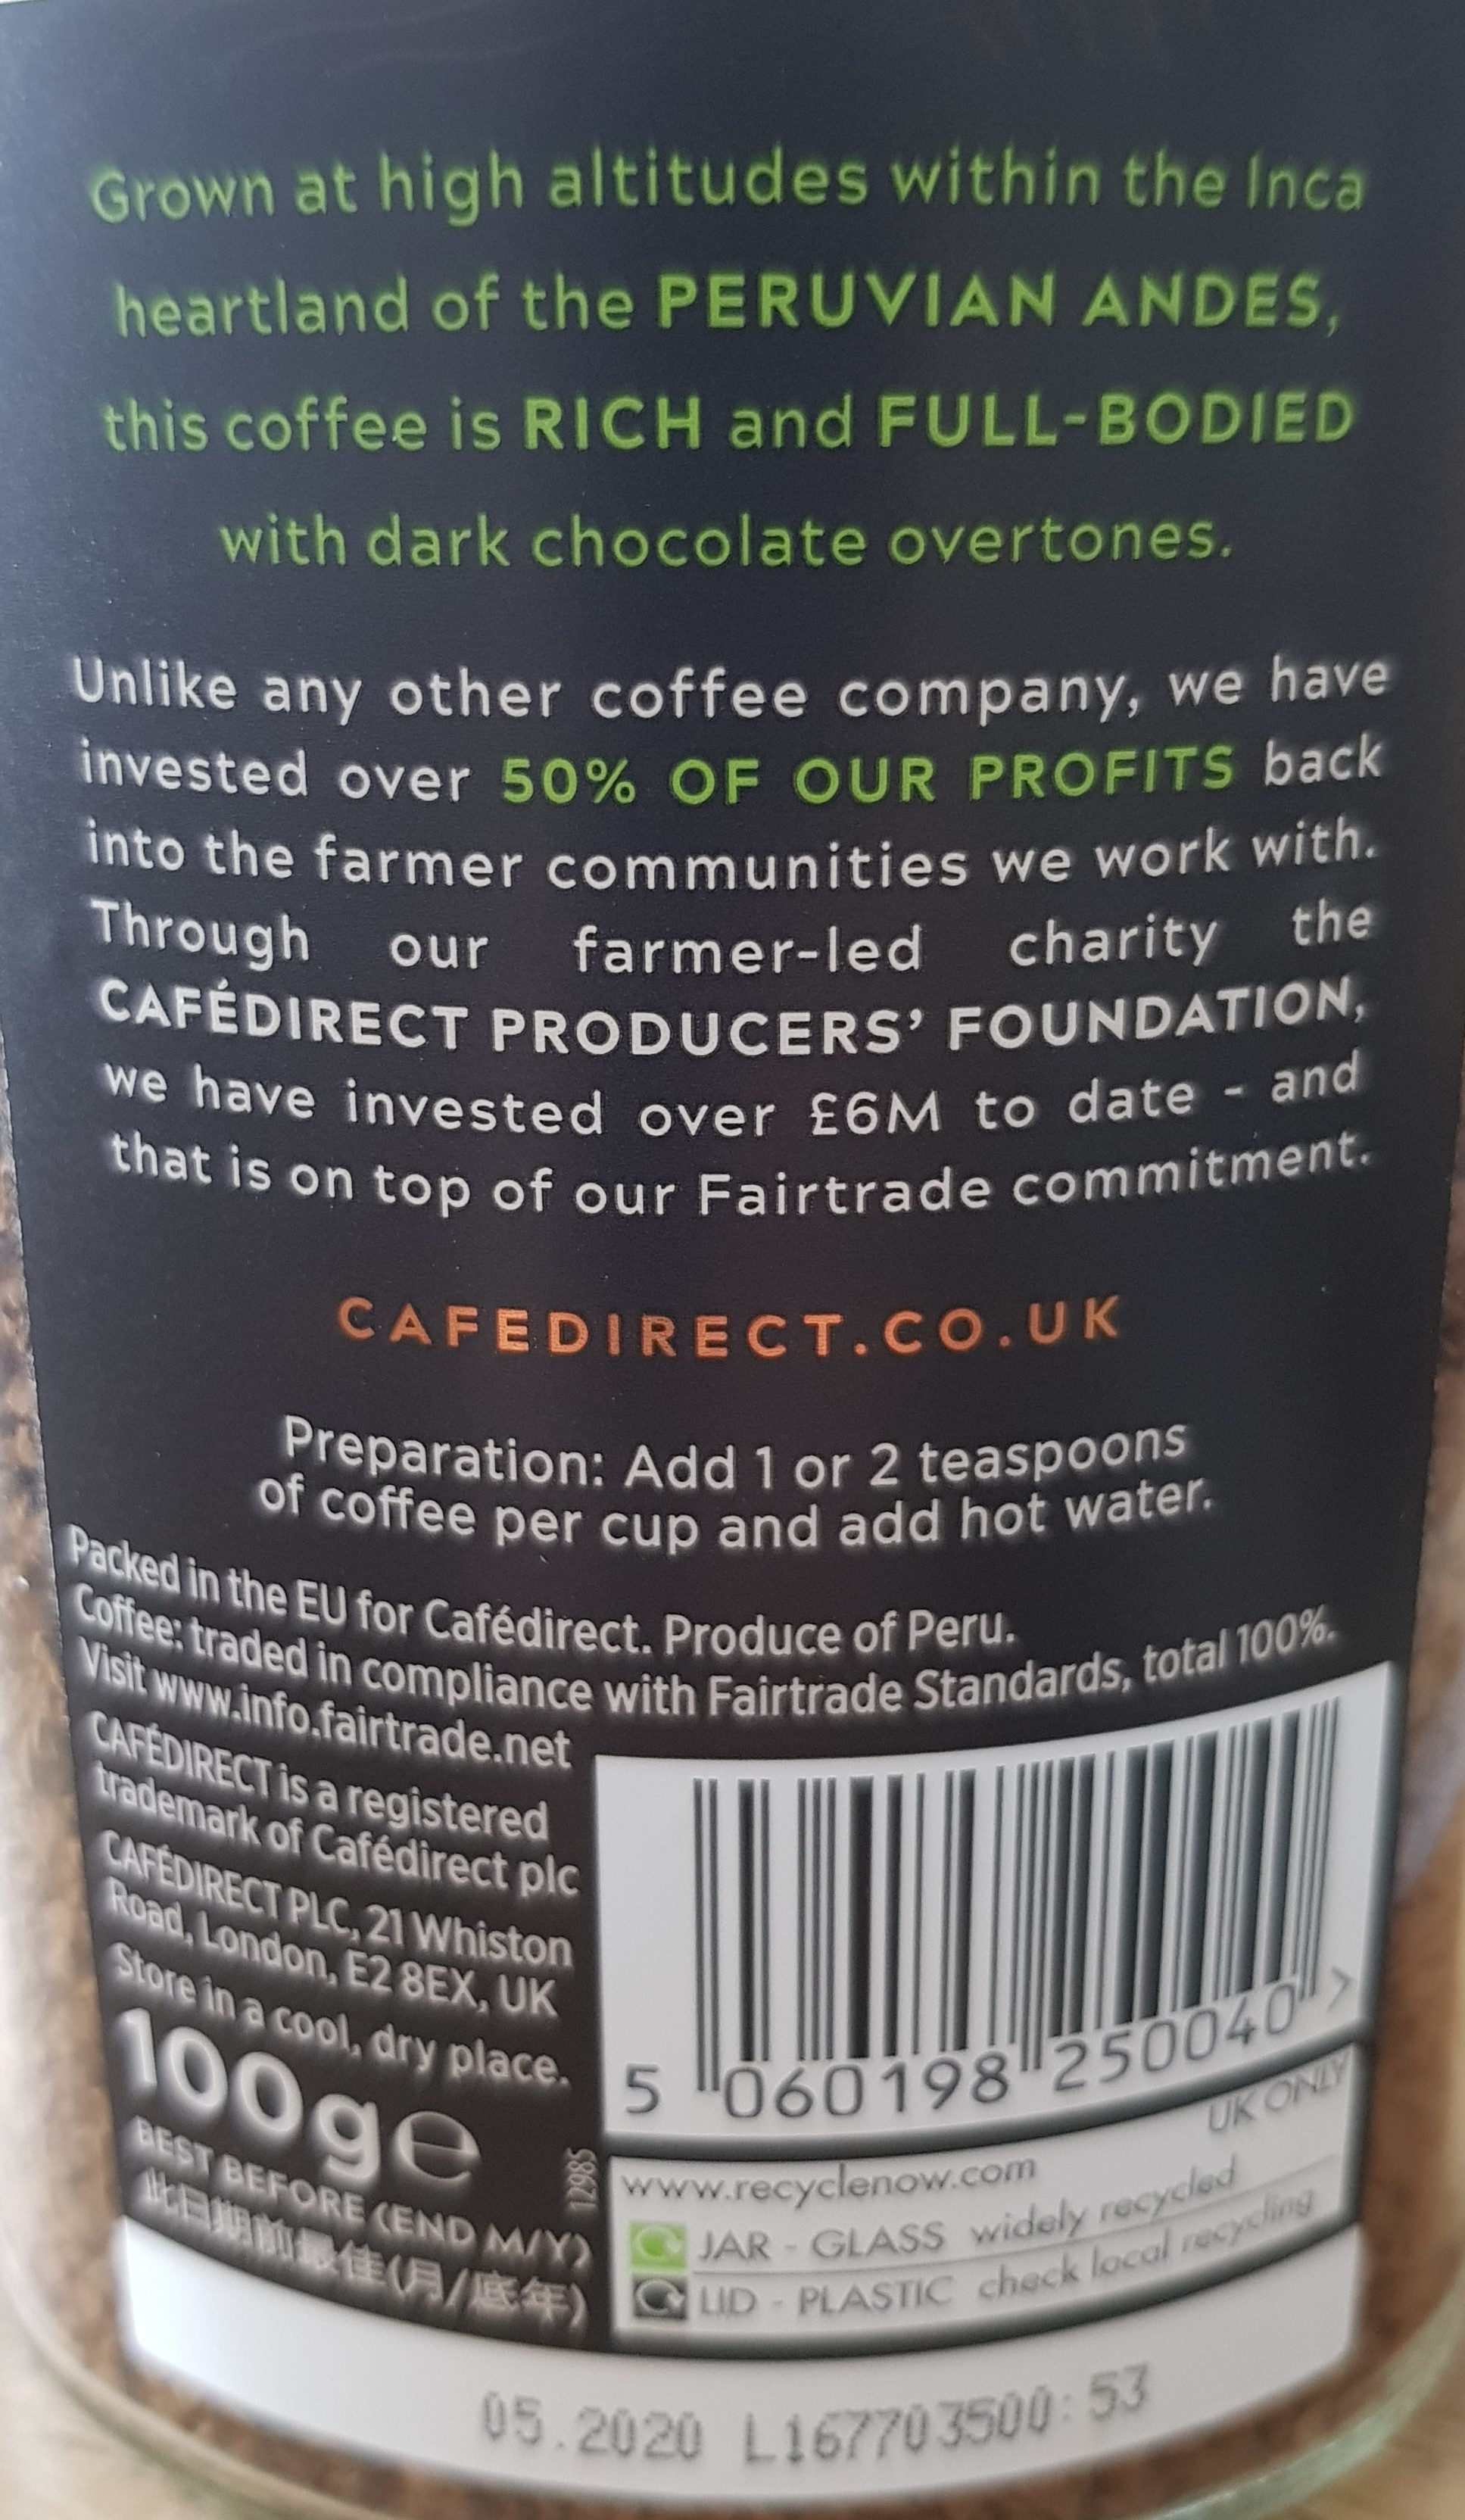 Grown at high altitudes within the Inca
heartland of the PERUVIAN ANDES,
this coffee is RICH and FULL-BODIED
with dark chocolate overtones.
Unlike any other coffee company, we have
invested over 50% OF OUR PROFITS back
into the farmer communities we work with.
Through our farmer-led charity the
CAFÉDIRECT PRODUCERS’ FOUNDATION,
we have invested over £6M to date - and
that is on top of our Fairtrade commitment.
CAFEDIRECT.CO.UK
Preparation: Add 1 or 2 teaspoons
of coffee per cup and add hot water.
Packed in the EU for Cafédirect. Produce of Peru.
Coffee: traded in compliance with Fairtrade Standards, total 100%.
Visit www.info.fairtrade.net
CAFÉDIRECT is a registered
trademark of Cafédirect plc
CAFÉDIRECT PLC, 21 Whiston
Road, London, E2 8EX, UK
Store in a cool, dry place.
100g℮
BEST BEFORE (END M/Y)
此日期前最佳(月/底年)
12985
5 060198 250040 >
UK ONLY
www.recyclenow.com
JAR - GLASS widely recycled
LID - PLASTIC check local recycling
05.2020 L167703500:53